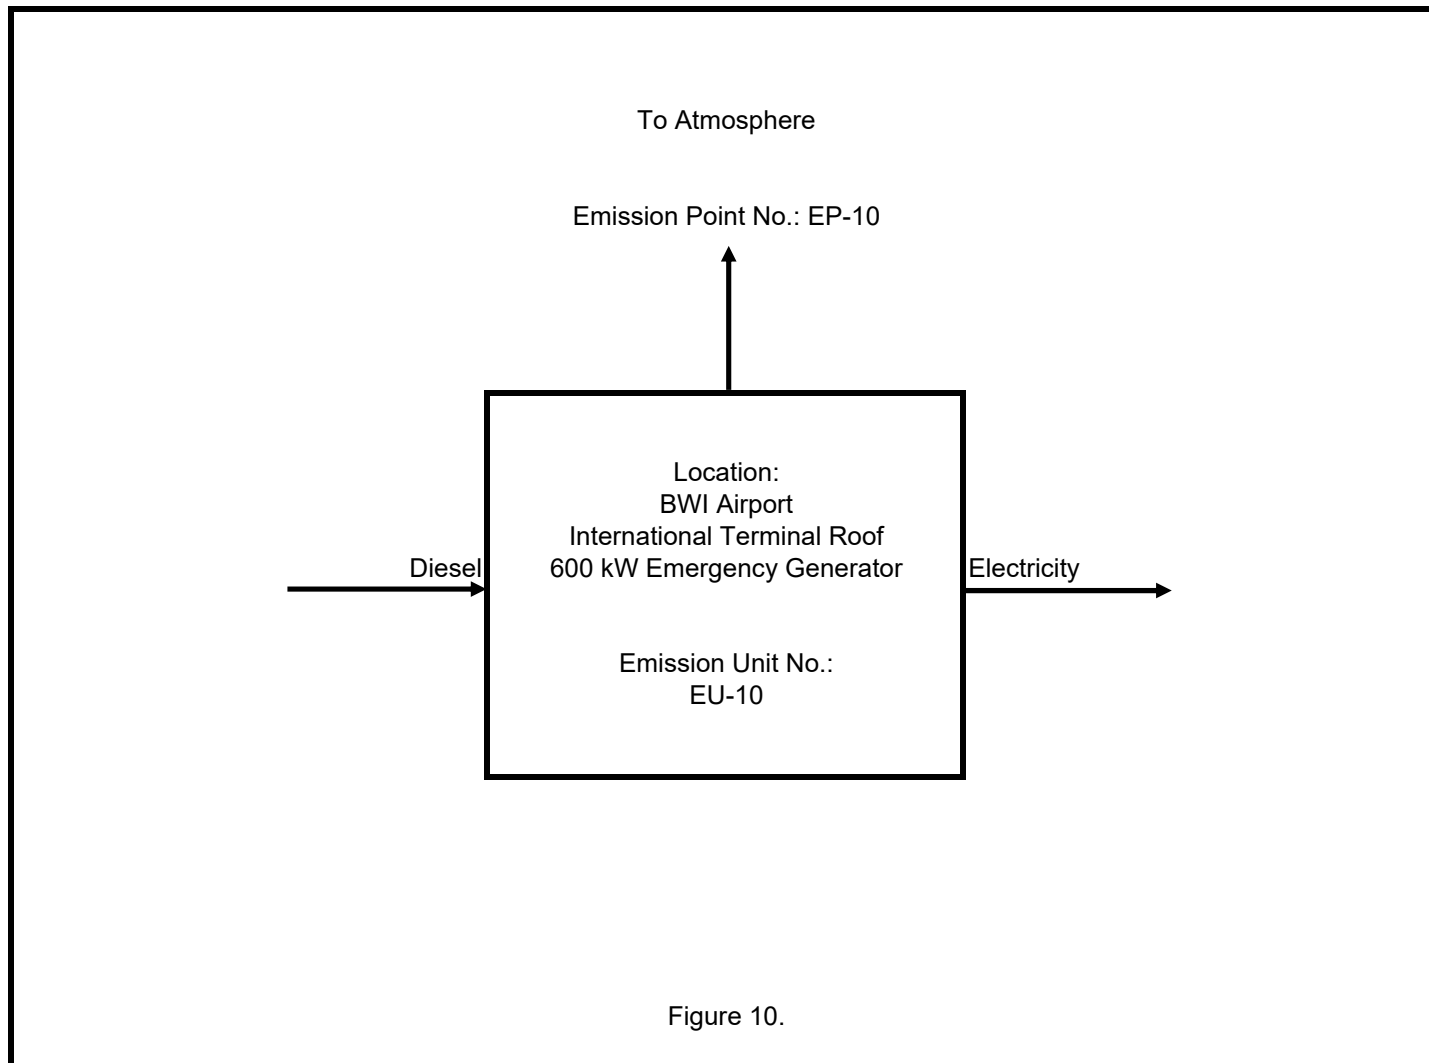 To Atmosphere
Emission Point No.: EP-10
Location:
BWI Airport
International Terminal Roof
Diesel
600 kW Emergency Generator
Electricity
Emission Unit No.:
EU-10
Figure 10.